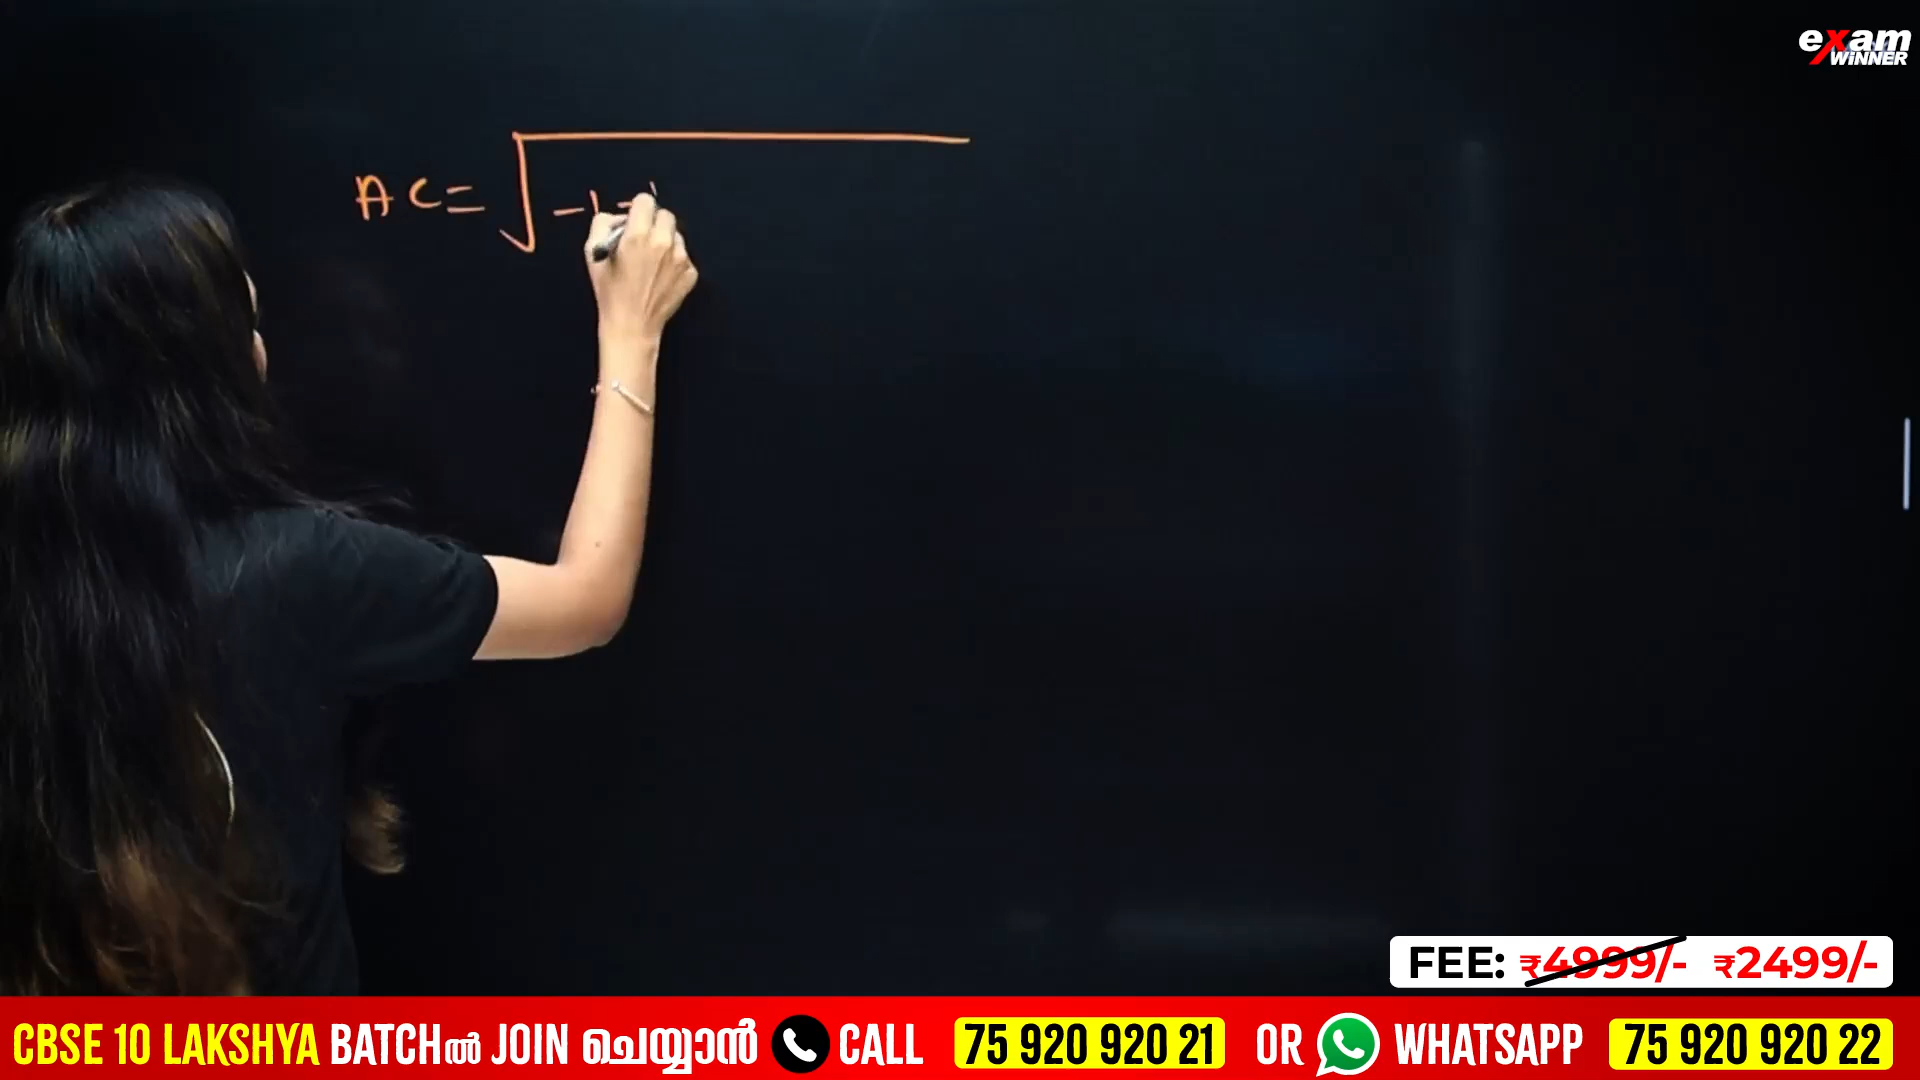 exam
WINNER
AC = √ -1 -
FEE: ₹4999/- ₹2499/-
CBSE 10 LAKSHYA BATCHൽ JOIN ചെയ്യാൻ CALL 75 920 920 21 OR WHATSAPP 75 920 920 22